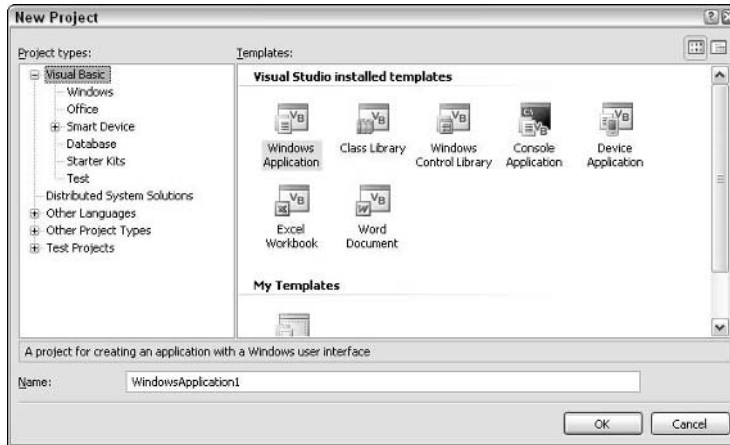 New Project
Project types:
Templates:
Visual Basic
Windows
Office
Smart Device
Database
Starter Kits
Test
Distributed System Solutions
Other Languages
Other Project Types
Test Projects
Visual Studio installed templates
Windows Application
Class Library
Windows Control Library
Console Application
Device Application
Excel Workbook
Word Document
My Templates
A project for creating an application with a Windows user interface
Name:
WindowsApplication1
OK
Cancel